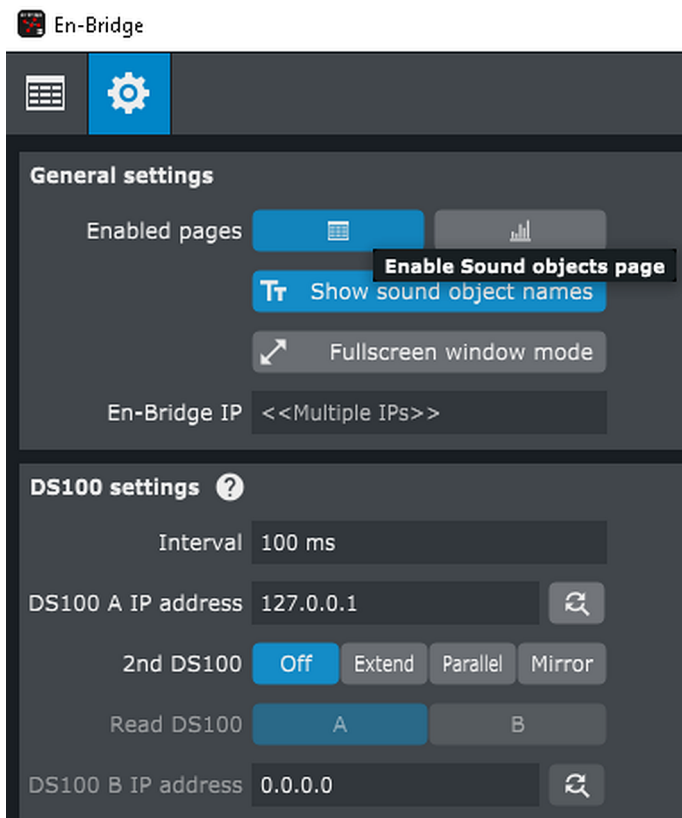 En-Bridge
General settings
Enabled pages
Enable Sound objects page
Tт Show sound object names
Fullscreen window mode
En-Bridge IP <<Multiple IPs>>
DS100 settings ?
Interval 100 ms
DS100 A IP address 127.0.0.1
2nd DS100 Off Extend Parallel Mirror
Read DS100 A B
DS100 B IP address 0.0.0.0